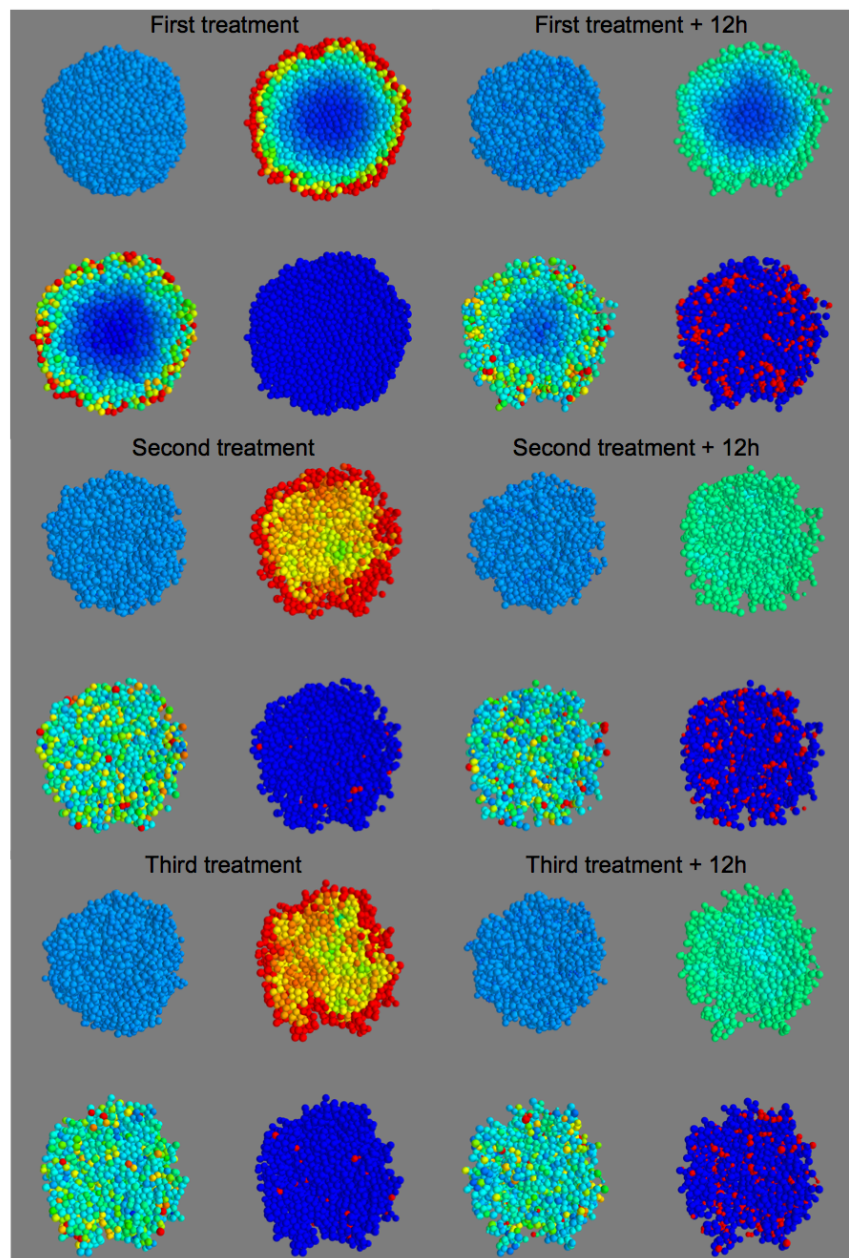 First treatment
First treatment + 12h
Second treatment
Second treatment + 12h
Third treatment
Third treatment + 12h